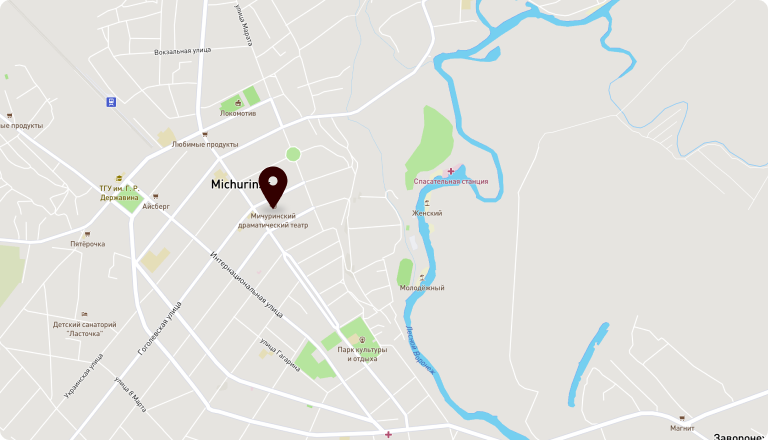 улица Марата
Вокзальная улица
Локомотив
ые продукты
Любимые продукты
Michurins
ТГУ им. Г. Р.
Державина
Айсберг
Спасательная станция
Женский
Мичуринский
драматический театр
Пятёрочка
Интернациональная улица
Молодёжный
Детский санаторий
"Ласточка"
Гоголевская улица
улица Гагарина
Парк культуры
и отдыха
Лесной Воронеж
Украинская улица
улица 8 Марта
Магнит
Заворонеж